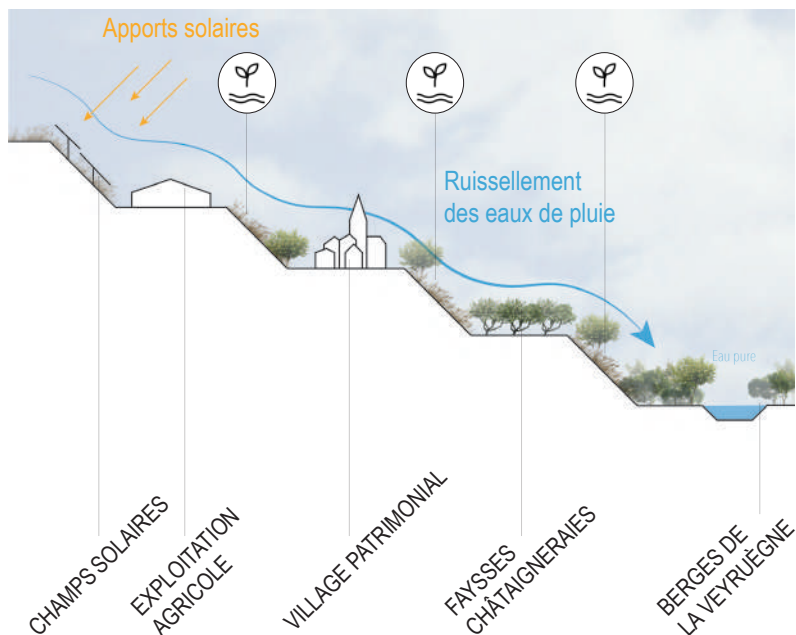 Apports solaires
Ruissellement
des eaux de pluie
Eau pure
CHAMPS SOLAIRES
EXPLOITATION
AGRICOLE
VILLAGE PATRIMONIAL
FAYSSES
CHÂTAIGNERAIES
BERGES DE
LA VEYRUÈGNE